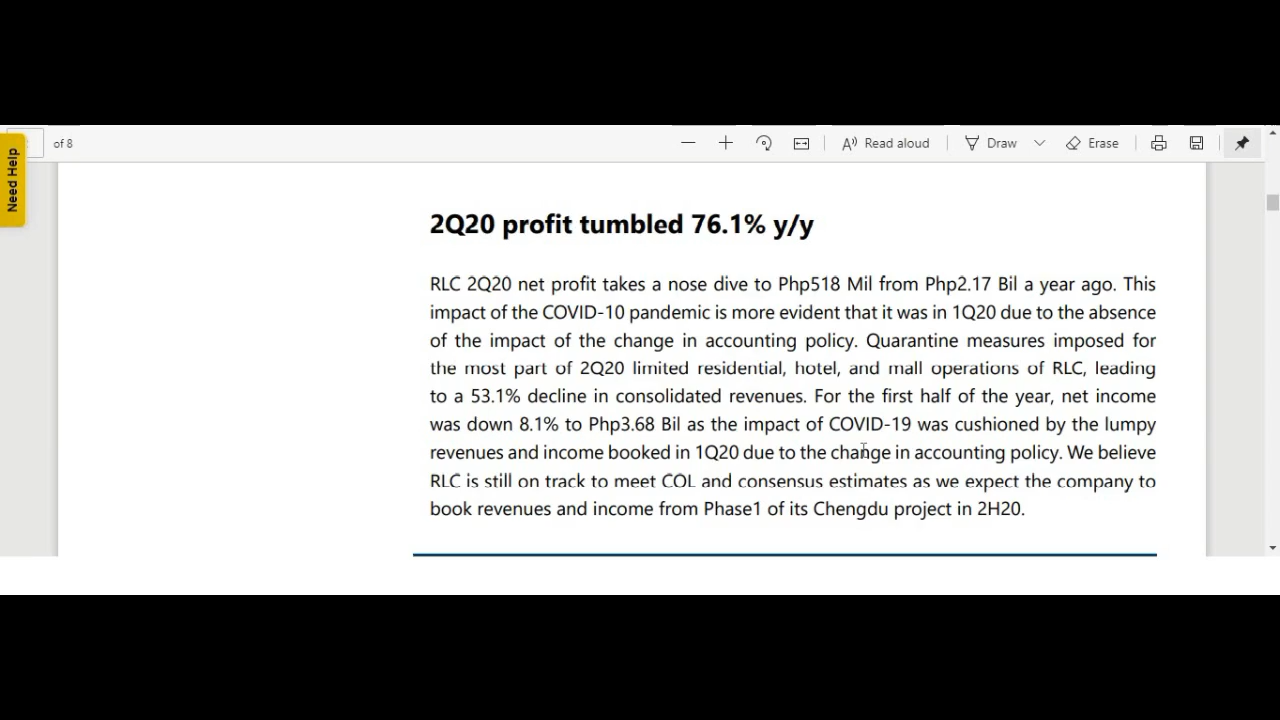 of 8
Read aloud
Draw
Erase
Need Help
2Q20 profit tumbled 76.1% y/y
RLC 2Q20 net profit takes a nose dive to Php518 Mil from Php2.17 Bil a year ago. This
impact of the COVID-10 pandemic is more evident that it was in 1Q20 due to the absence
of the impact of the change in accounting policy. Quarantine measures imposed for
the most part of 2Q20 limited residential, hotel, and mall operations of RLC, leading
to a 53.1% decline in consolidated revenues. For the first half of the year, net income
was down 8.1% to Php3.68 Bil as the impact of COVID-19 was cushioned by the lumpy
revenues and income booked in 1Q20 due to the change in accounting policy. We believe
RLC is still on track to meet COL and consensus estimates as we expect the company to
book revenues and income from Phase1 of its Chengdu project in 2H20.